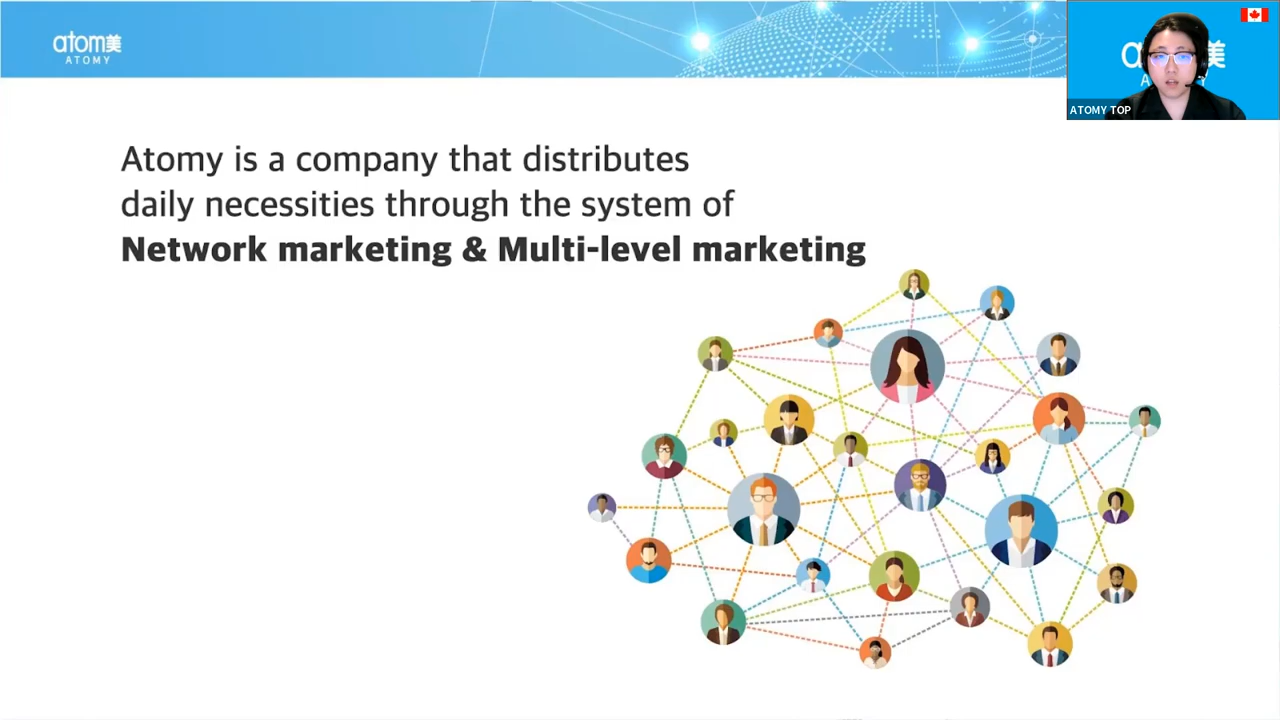 atom美
ATOMY
ATOMY TOP
Atomy is a company that distributes
daily necessities through the system of
Network marketing & Multi-level marketing